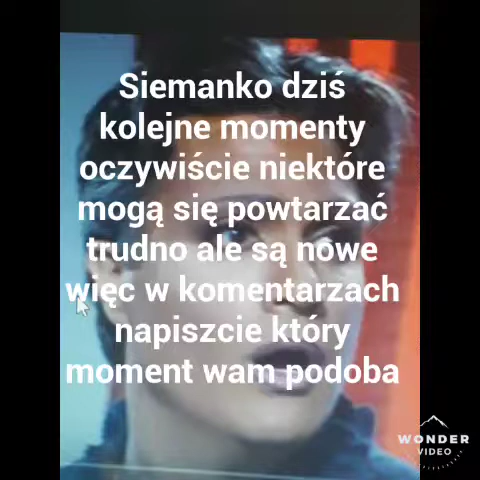 Siemanko dziś
kolejne momenty
oczywiście niektóre
mogą się powtarzać
trudno ale są nowe
więc w komentarzach
napiszcie który
moment wam podoba
WONDER
VIDEO